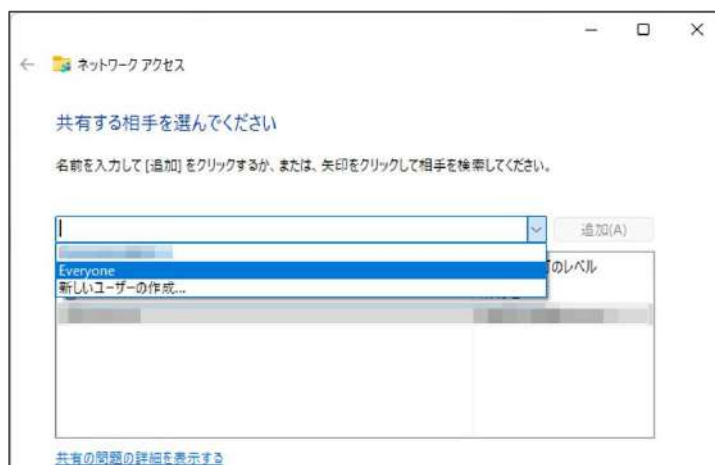 ネットワーク アクセス
共有する相手を選んでください
名前を入力して [追加] をクリックするか、または、矢印をクリックして相手を検索してください。
追加(A)
Everyone
のレベル
新しいユーザーの作成...
共有の問題の詳細を表示する